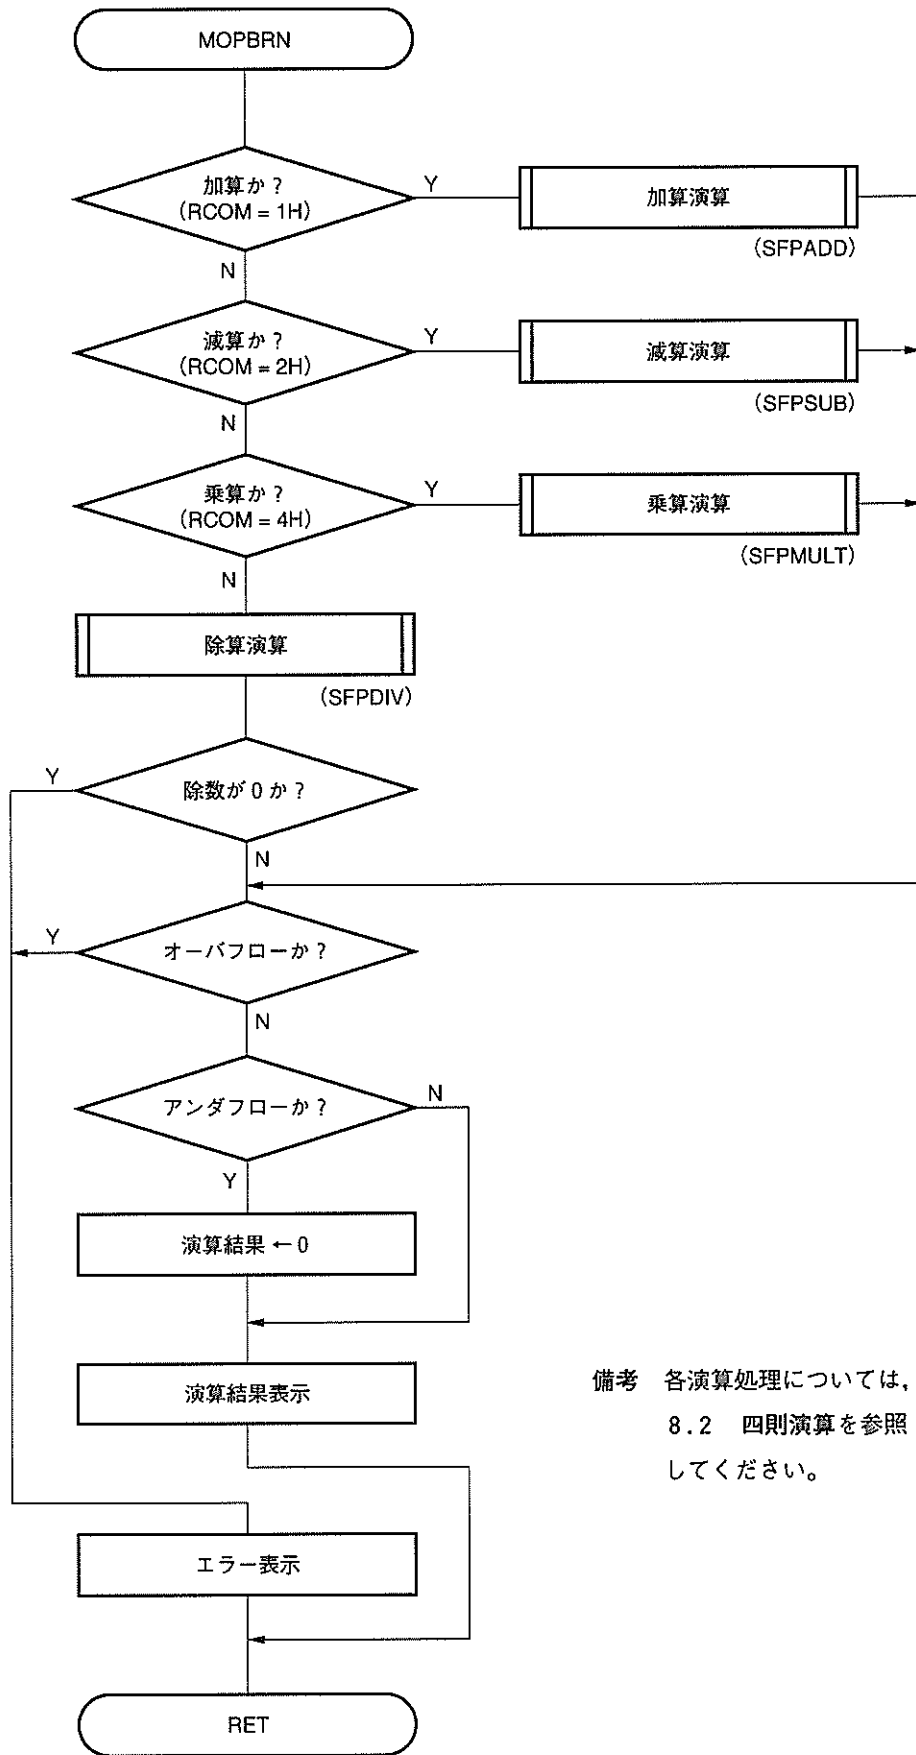 MOPBRN
加算か？
(RCOM = 1H)
Y
加算演算
(SFPADD)
N
減算か？
(RCOM = 2H)
Y
減算演算
(SFPSUB)
N
乗算か？
(RCOM = 4H)
Y
乗算演算
(SFPMULT)
N
除算演算
(SFPDIV)
Y
除数が０か？
N
Y
オーバフローか？
N
アンダフローか？
N
Y
演算結果 ← 0
演算結果表示
備考　各演算処理については，
8.2　四則演算を参照
してください。
エラー表示
RET